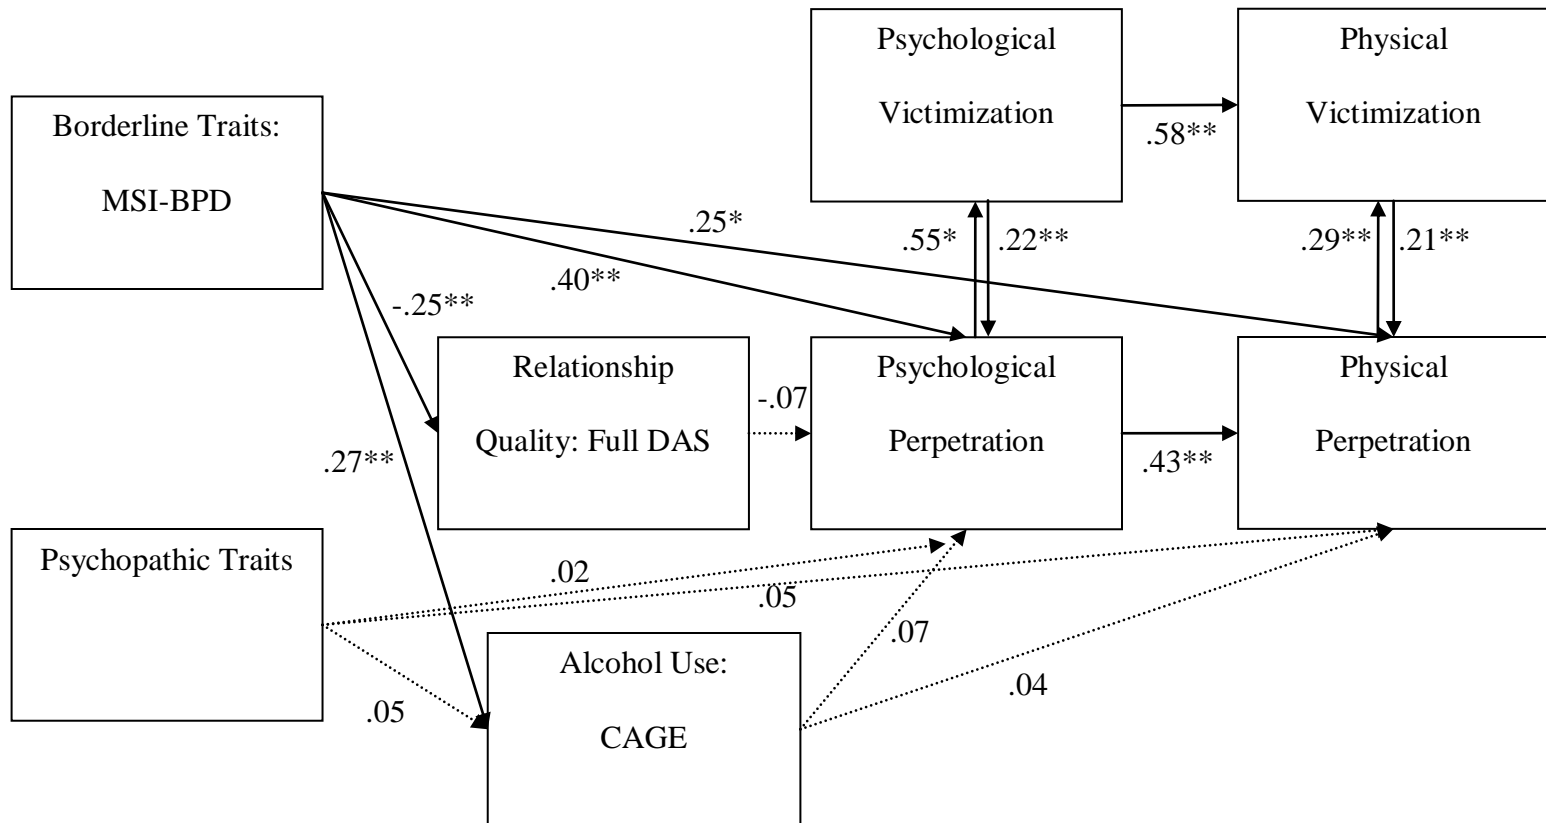 Psychological
Victimization
Physical
Victimization
.58**
Borderline Traits:
MSI-BPD
.25*
.40**
-.25**
.27**
.55*
.22**
.29**
.21**
Relationship
Quality: Full DAS
-.07
Psychological
Perpetration
.43**
Physical
Perpetration
Psychopathic Traits
.02
.05
.05
.07
.04
Alcohol Use:
CAGE